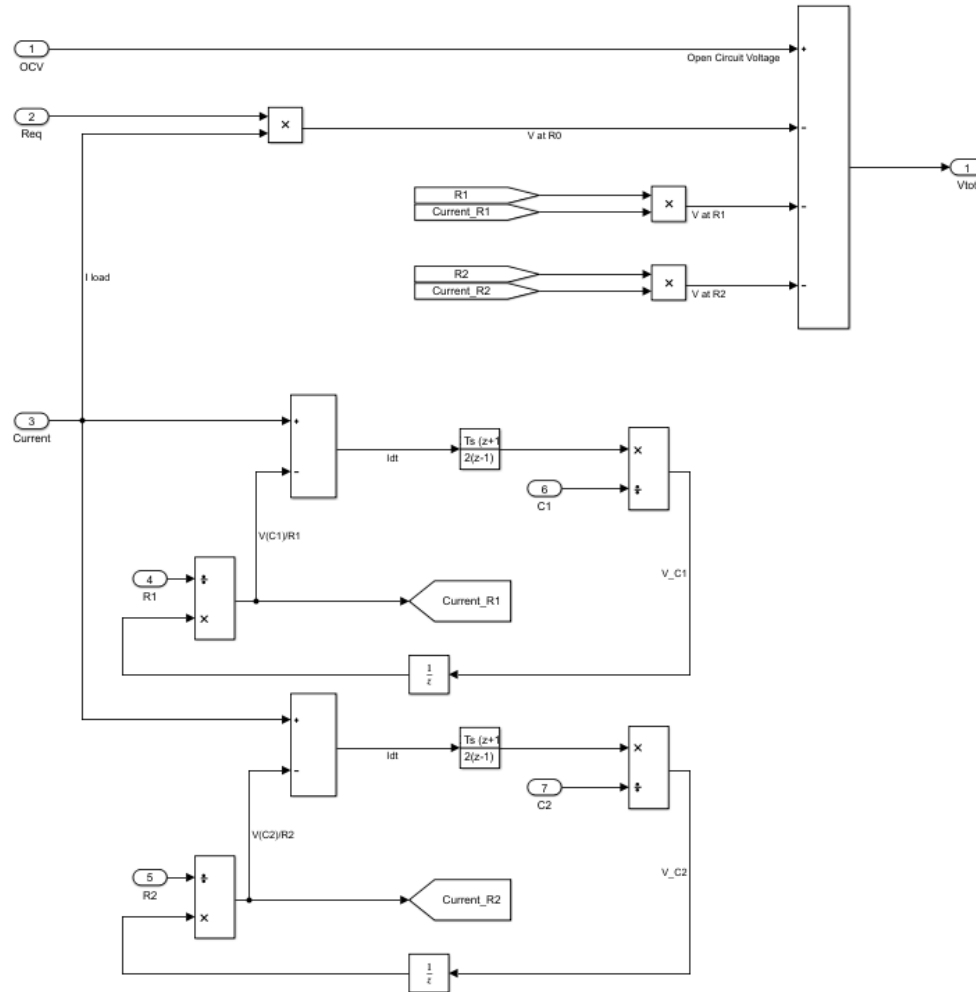 1
OCV
Open Circuit Voltage
+
2
Req
×
V at R0
-
1
Vtot
R1
Current_R1
×
V at R1
-
I load
R2
Current_R2
×
V at R2
-
3
Current
+
-
Idt
Ts (z+1
2(z-1)
×
÷
6
C1
V(C1)/R1
V_C1
4
R1
÷
×
Current_R1
1
z
+
-
Idt
Ts (z+1
2(z-1)
×
÷
7
C2
V(C2)/R2
V_C2
5
R2
÷
×
Current_R2
1
z